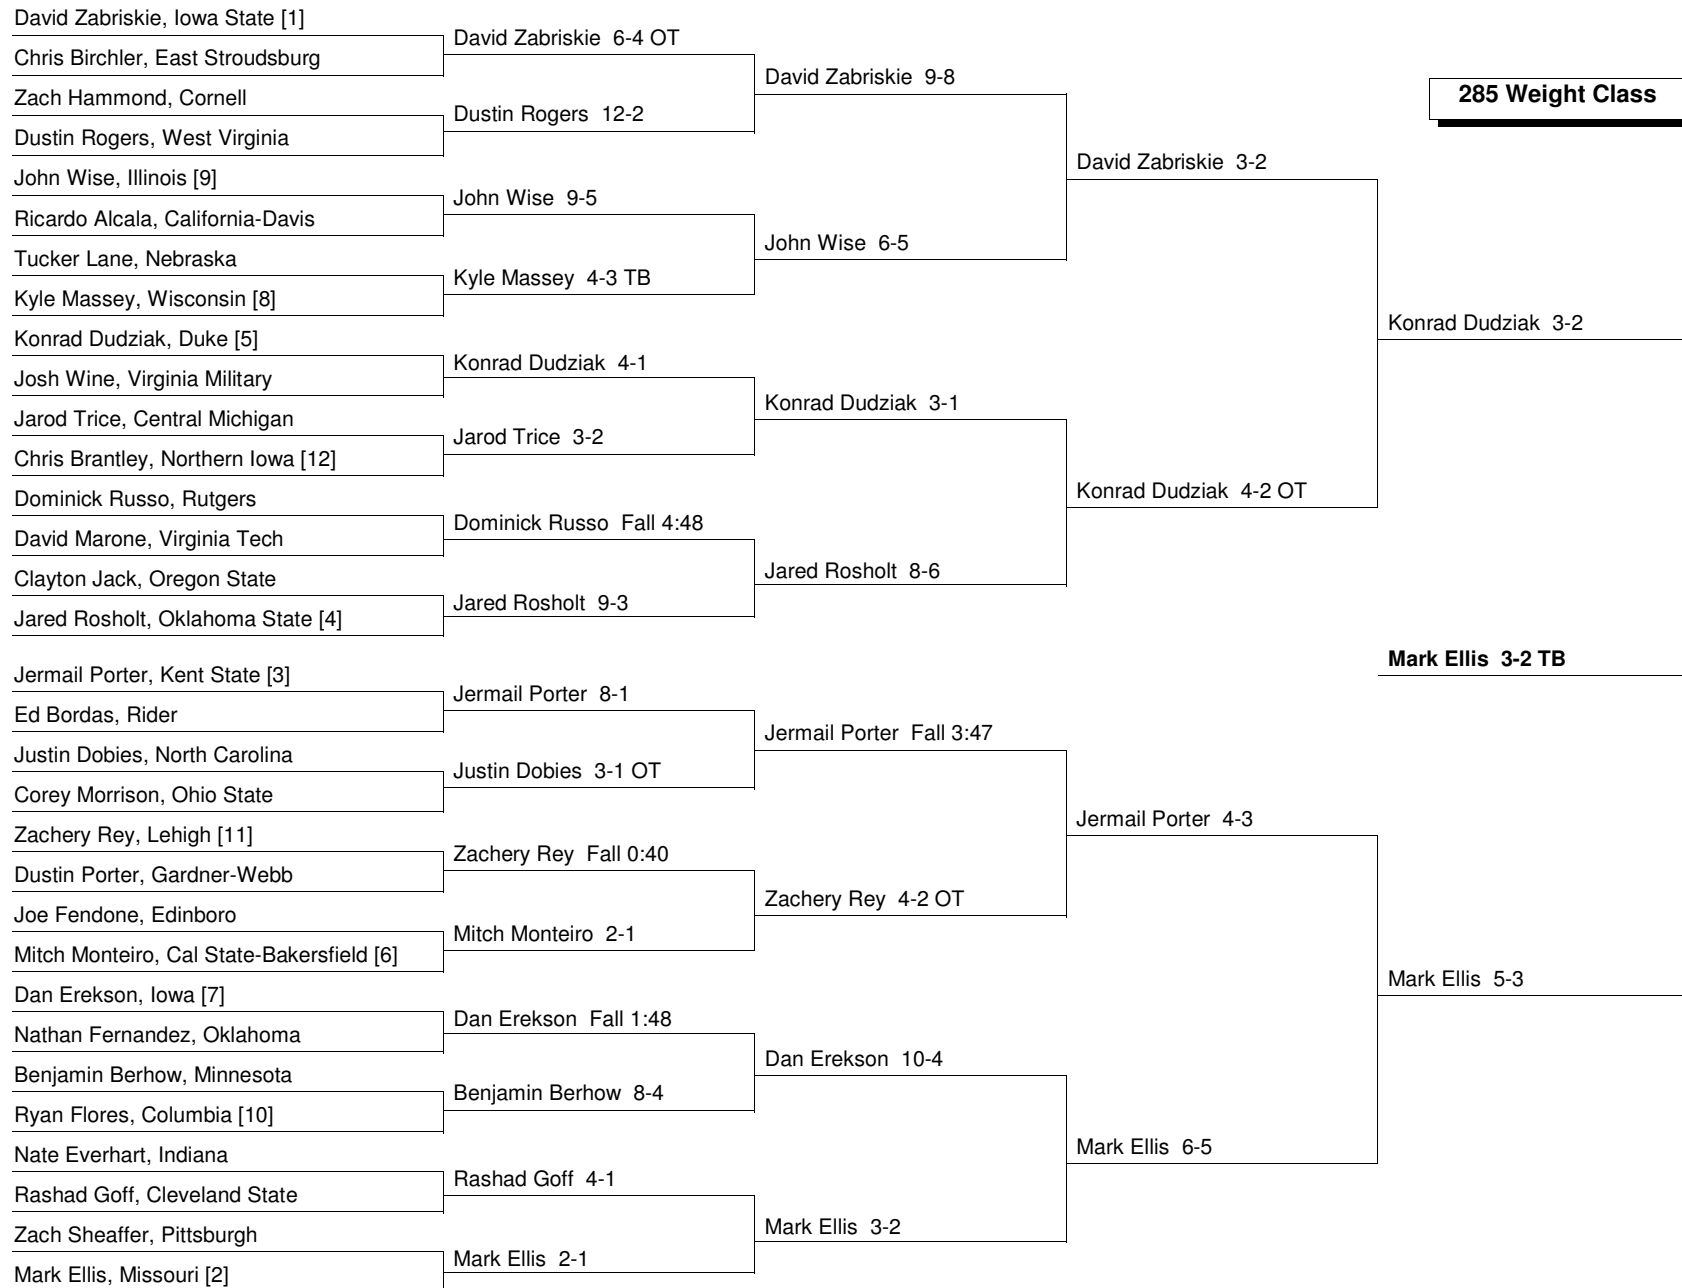 David Zabriskie, Iowa State [1]
Chris Birchler, East Stroudsburg
Zach Hammond, Cornell
Dustin Rogers, West Virginia
John Wise, Illinois [9]
Ricardo Alcala, California-Davis
Tucker Lane, Nebraska
Kyle Massey, Wisconsin [8]
Konrad Dudziak, Duke [5]
Josh Wine, Virginia Military
Jarod Trice, Central Michigan
Chris Brantley, Northern Iowa [12]
Dominick Russo, Rutgers
David Marone, Virginia Tech
Clayton Jack, Oregon State
Jared Rosholt, Oklahoma State [4]
Jermail Porter, Kent State [3]
Ed Bordas, Rider
Justin Dobies, North Carolina
Corey Morrison, Ohio State
Zachery Rey, Lehigh [11]
Dustin Porter, Gardner-Webb
Joe Fendone, Edinboro
Mitch Monteiro, Cal State-Bakersfield [6]
Dan Erekson, Iowa [7]
Nathan Fernandez, Oklahoma
Benjamin Berhow, Minnesota
Ryan Flores, Columbia [10]
Nate Everhart, Indiana
Rashad Goff, Cleveland State
Zach Sheaffer, Pittsburgh
Mark Ellis, Missouri [2]
David Zabriskie 6-4 OT
Dustin Rogers 12-2
John Wise 9-5
Kyle Massey 4-3 TB
Konrad Dudziak 4-1
Jarod Trice 3-2
Dominick Russo Fall 4:48
Jared Rosholt 9-3
Jermail Porter 8-1
Justin Dobies 3-1 OT
Zachery Rey Fall 0:40
Mitch Monteiro 2-1
Dan Erekson Fall 1:48
Benjamin Berhow 8-4
Rashad Goff 4-1
Mark Ellis 2-1
David Zabriskie 9-8
John Wise 6-5
Konrad Dudziak 3-1
Jared Rosholt 8-6
Jermail Porter Fall 3:47
Zachery Rey 4-2 OT
Dan Erekson 10-4
Mark Ellis 3-2
David Zabriskie 3-2
Konrad Dudziak 4-2 OT
Jermail Porter 4-3
Mark Ellis 6-5
285 Weight Class
Konrad Dudziak 3-2
Mark Ellis 3-2 TB
Mark Ellis 5-3